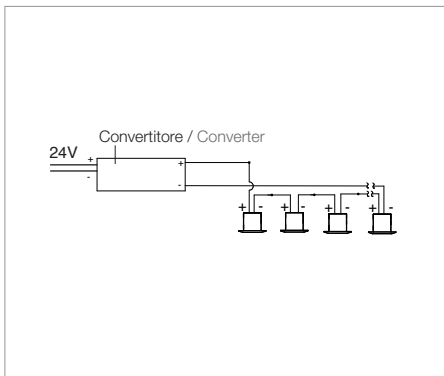 Convertitore / Converter
24V
+ + 
- -
+ - + - + - + -